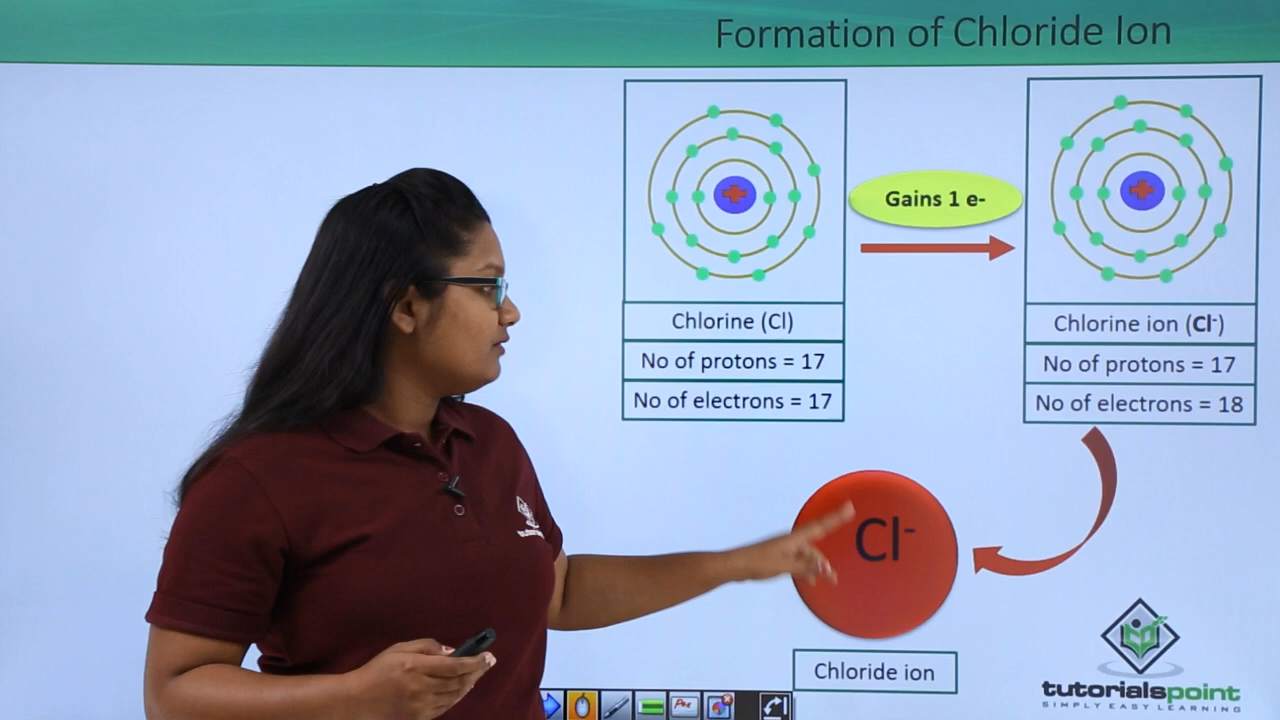 Formation of Chloride Ion
Gains 1 e-
Chlorine (Cl)
No of protons = 17
No of electrons = 17
Chlorine ion (Cl-)
No of protons = 17
No of electrons = 18
Cl-
Chloride ion
tutorialspoint
SIMPLY EASY LEARNING